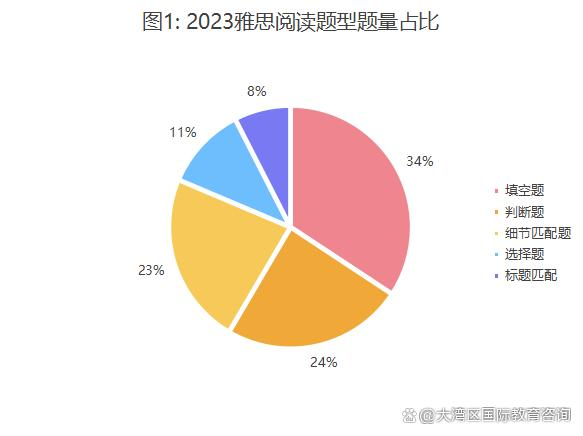 图1: 2023雅思阅读题型题量占比
8%
11%
34%
填空题
判断题
细节匹配题
选择题
标题匹配
23%
24%
@大湾区国际教育咨询